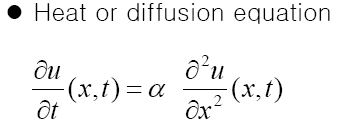 ● Heat or diffusion equation
∂u/∂t (x,t) = α ∂²u/∂x² (x,t)